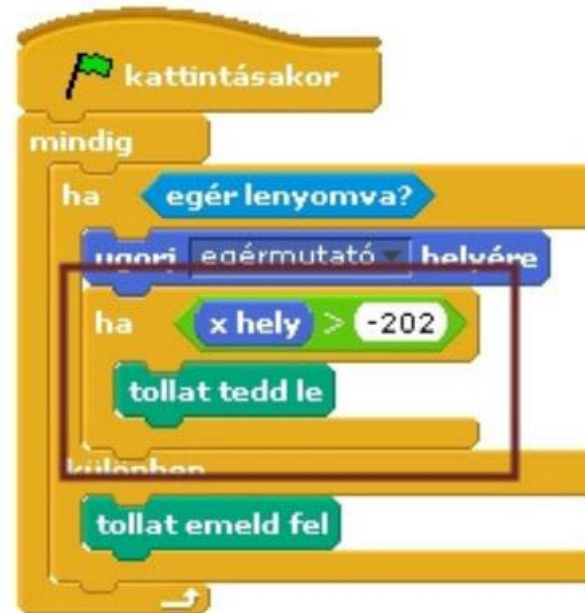 kattintásakor
mindig
ha egér lenyomva?
ugorj egérmutató helyére
ha x hely > -202
tollat tedd le
különben
tollat emeld fel